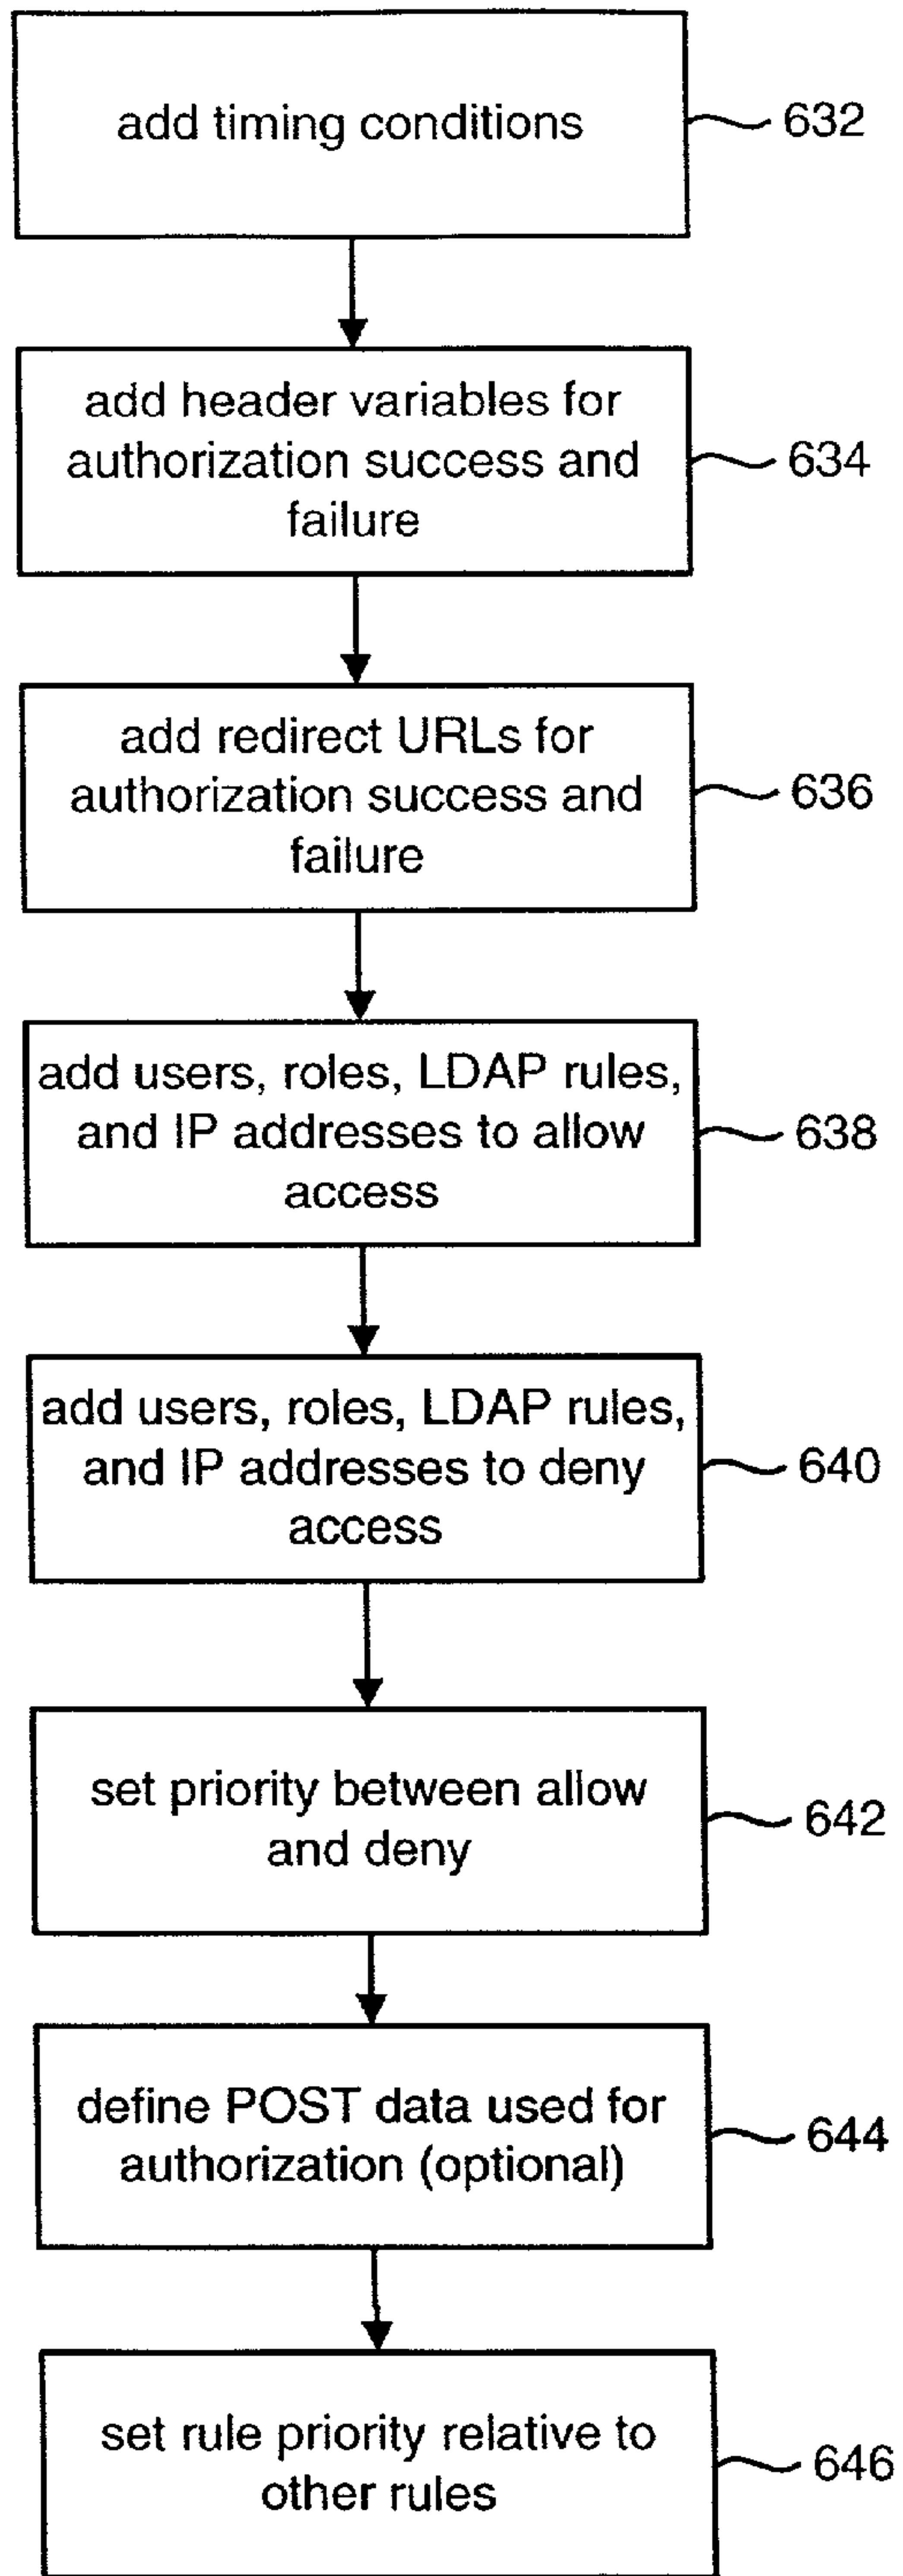 add timing conditions
632
add header variables for
authorization success and
failure
634
add redirect URLs for
authorization success and
failure
636
add users, roles, LDAP rules,
and IP addresses to allow
access
638
add users, roles, LDAP rules,
and IP addresses to deny
access
640
set priority between allow
and deny
642
define POST data used for
authorization (optional)
644
set rule priority relative to
other rules
646